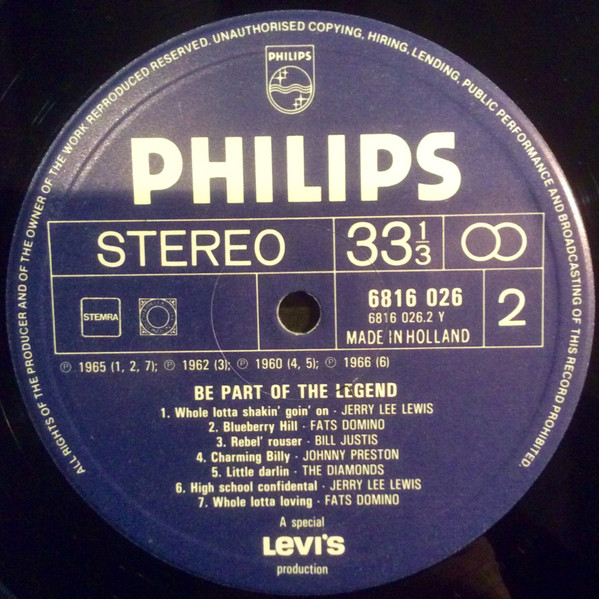 ALL RIGHTS OF THE PRODUCER AND OF THE OWNER OF THE WORK REPRODUCED RESERVED. UNAUTHORISED COPYING, HIRING, LENDING, PUBLIC PERFORMANCE AND BROADCASTING OF THIS RECORD PROHIBITED.
PHILIPS
PHILIPS
STEREO
33 1/3
STEMRA
6816 026
6816 026.2 Y
MADE IN HOLLAND
2
℗ 1965 (1, 2, 7); ℗ 1962 (3); ℗ 1960 (4, 5); ℗ 1966 (6)
BE PART OF THE LEGEND
1. Whole lotta shakin' goin' on - JERRY LEE LEWIS
2. Blueberry Hill - FATS DOMINO
3. Rebel' rouser - BILL JUSTIS
4. Charming Billy - JOHNNY PRESTON
5. Little darlin - THE DIAMONDS
6. High school confidental - JERRY LEE LEWIS
7. Whole lotta loving - FATS DOMINO
A special
Levi's
production